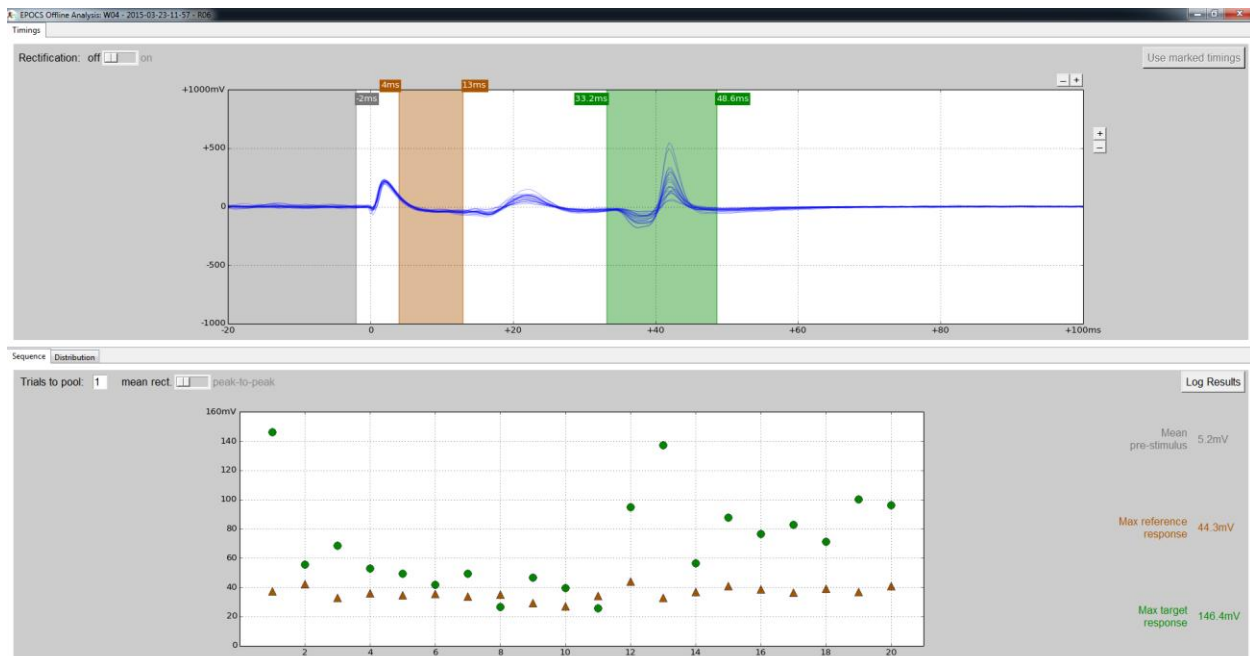 EPOCS Offline Analysis: W04 - 2015-03-23-11-57 - R06
Timings
Rectification: off on
Use marked timings
4ms 13ms
-2ms 33.2ms 48.6ms
+1000mV
+500
0
-500
-1000
-20 0 +20 +40 +60 +80 +100ms
− +
+
−
Sequence Distribution
Trials to pool: 1 mean rect. peak-to-peak
Log Results
160mV
140
120
100
80
60
40
20
0
2 4 6 8 10 12 14 16 18 20
Mean
pre-stimulus 5.2mV
Max reference
response 44.3mV
Max target
response 146.4mV